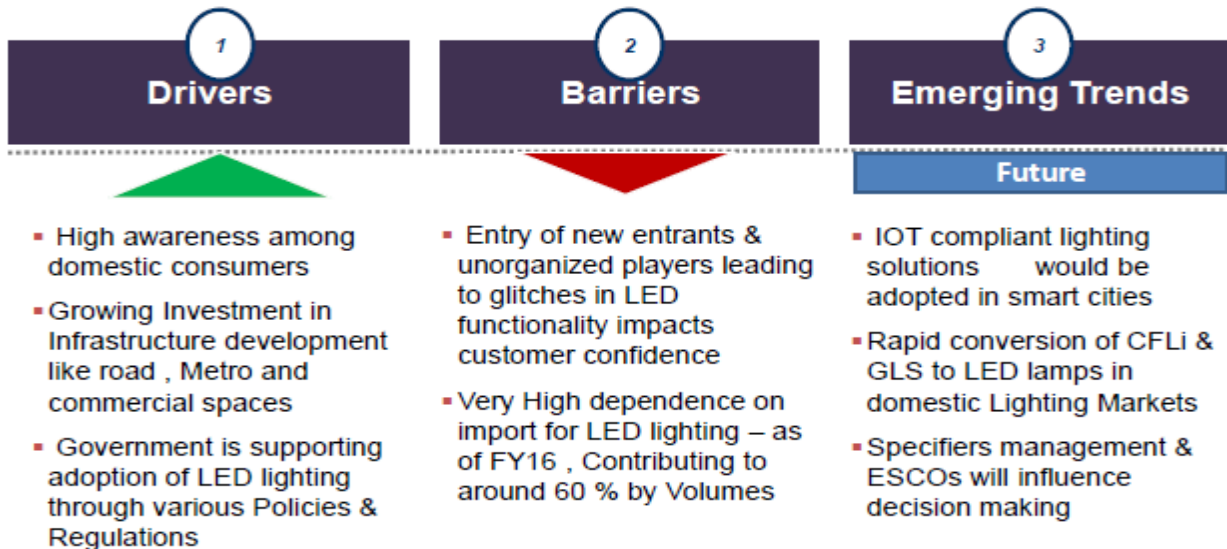 1
Drivers
▪ High awareness among
domestic consumers
▪ Growing Investment in
Infrastructure development
like road , Metro and
commercial spaces
▪ Government is supporting
adoption of LED lighting
through various Policies &
Regulations
2
Barriers
▪ Entry of new entrants &
unorganized players leading
to glitches in LED
functionality impacts
customer confidence
▪ Very High dependence on
import for LED lighting – as
of FY16 , Contributing to
around 60 % by Volumes
3
Emerging Trends
Future
▪ IOT compliant lighting
solutions would be
adopted in smart cities
▪ Rapid conversion of CFLi &
GLS to LED lamps in
domestic Lighting Markets
▪ Specifiers management &
ESCOs will influence
decision making